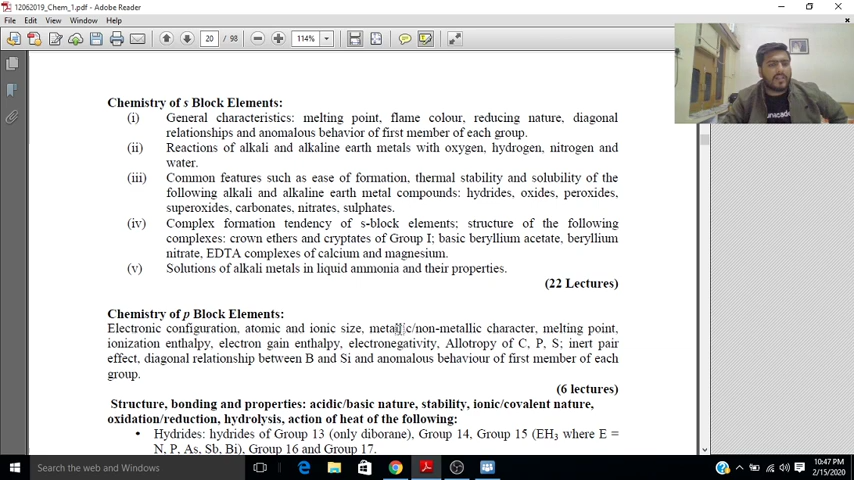 12062019_Chem_1.pdf - Adobe Reader
File Edit View Window Help
20 / 98 114%
Chemistry of s Block Elements:
(i) General characteristics: melting point, flame colour, reducing nature, diagonal
relationships and anomalous behavior of first member of each group.
(ii) Reactions of alkali and alkaline earth metals with oxygen, hydrogen, nitrogen and
water.
(iii) Common features such as ease of formation, thermal stability and solubility of the
following alkali and alkaline earth metal compounds: hydrides, oxides, peroxides,
superoxides, carbonates, nitrates, sulphates.
(iv) Complex formation tendency of s-block elements; structure of the following
complexes: crown ethers and cryptates of Group I; basic beryllium acetate, beryllium
nitrate, EDTA complexes of calcium and magnesium.
(v) Solutions of alkali metals in liquid ammonia and their properties.
(22 Lectures)
Chemistry of p Block Elements:
Electronic configuration, atomic and ionic size, metallic/non-metallic character, melting point,
ionization enthalpy, electron gain enthalpy, electronegativity, Allotropy of C, P, S; inert pair
effect, diagonal relationship between B and Si and anomalous behaviour of first member of each
group.
(6 lectures)
Structure, bonding and properties: acidic/basic nature, stability, ionic/covalent nature,
oxidation/reduction, hydrolysis, action of heat of the following:
• Hydrides: hydrides of Group 13 (only diborane), Group 14, Group 15 (EH3 where E =
N, P, As, Sb, Bi), Group 16 and Group 17.
Search the web and Windows
10:47 PM
2/15/2020